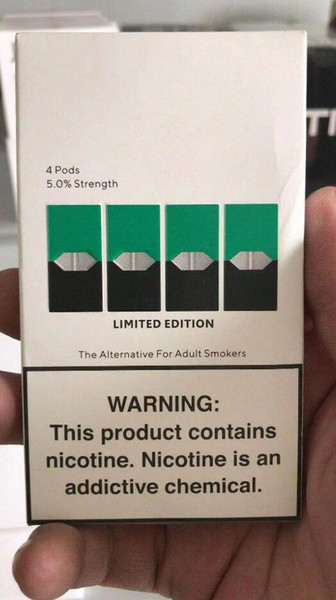 4 Pods
5.0% Strength
LIMITED EDITION
The Alternative For Adult Smokers
WARNING:
This product contains
nicotine. Nicotine is an
addictive chemical.